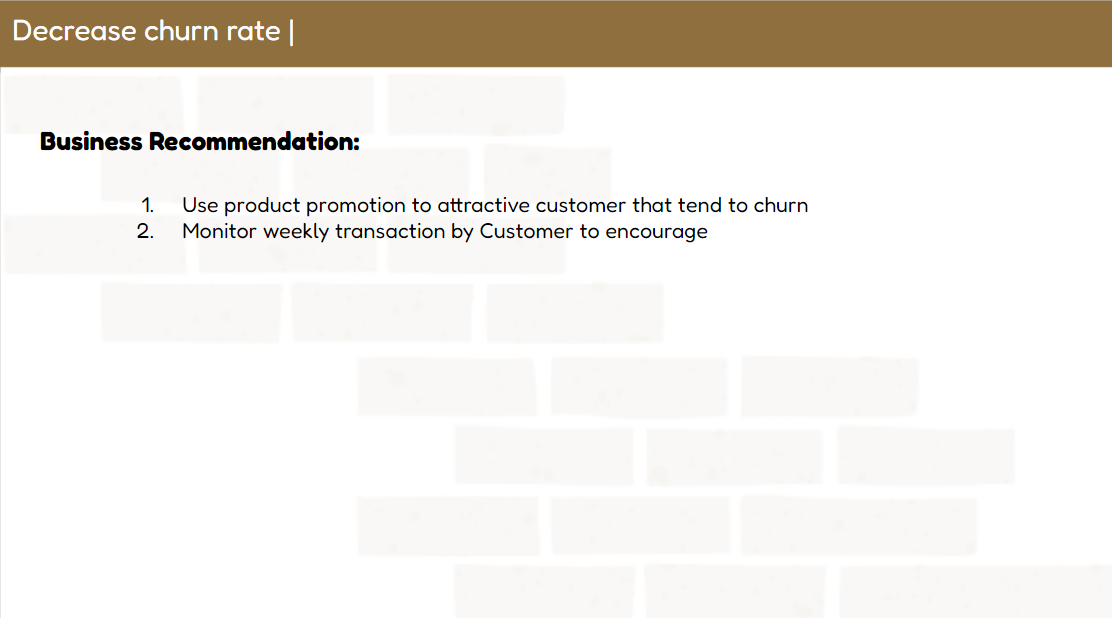 Decrease churn rate |
Business Recommendation:
1. Use product promotion to attractive customer that tend to churn
2. Monitor weekly transaction by Customer to encourage